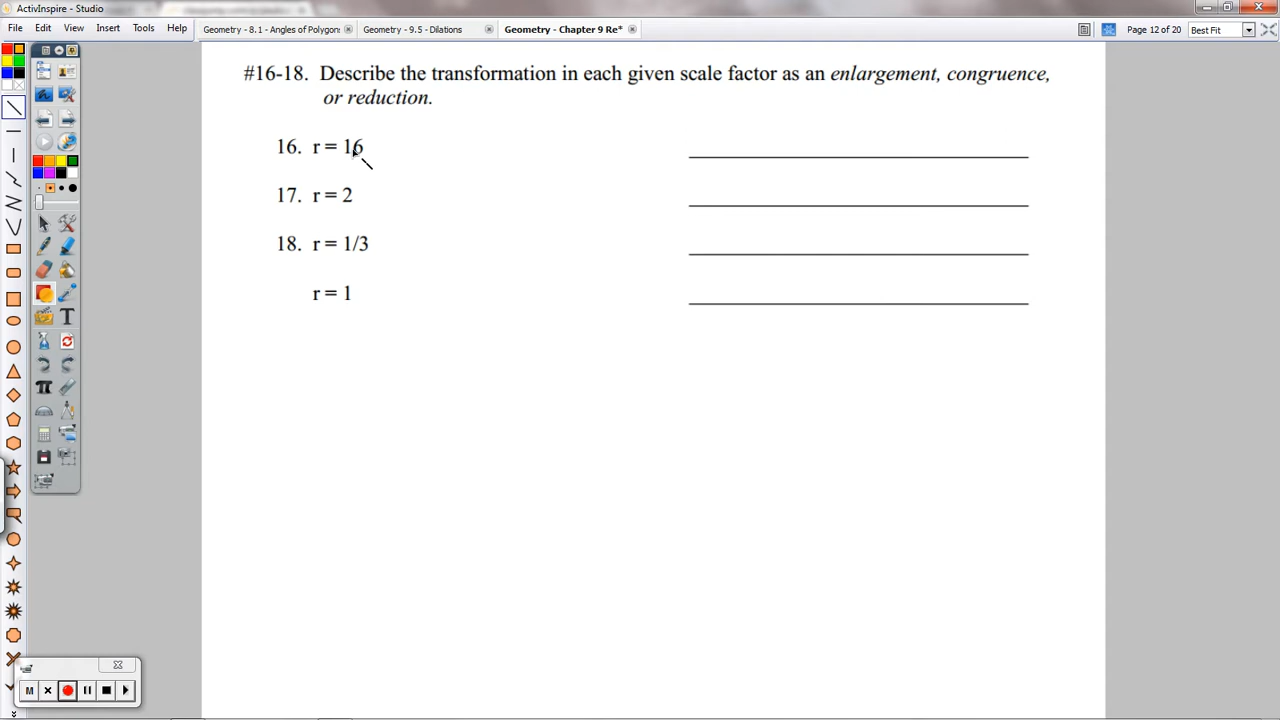 ActivInspire - Studio
File Edit View Insert Tools Help
Geometry - 8.1 - Angles of Polygon: Geometry - 9.5 - Dilations Geometry - Chapter 9 Re* Page 12 of 20 Best Fit
#16-18. Describe the transformation in each given scale factor as an enlargement, congruence,
or reduction.
16. r = 16
17. r = 2
18. r = 1/3
r = 1
M